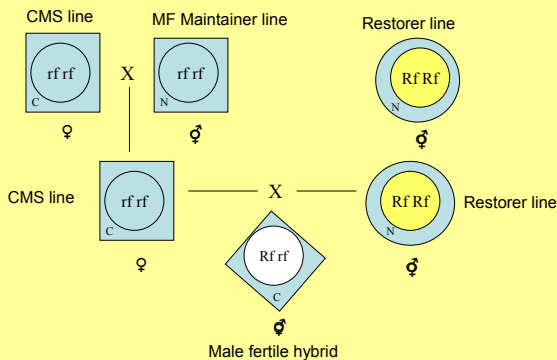 CMS line
MF Maintainer line
Restorer line
rf rf
X
rf rf
Rf Rf
C
N
N
♀
⚥
⚥
CMS line
rf rf
X
Rf Rf
Restorer line
C
N
♀
Rf rf
⚥
C
⚥
Male fertile hybrid